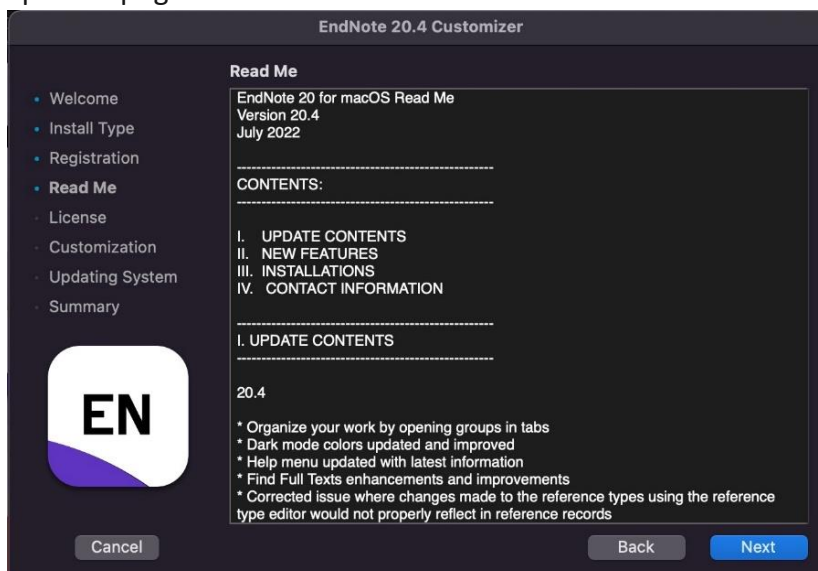 EndNote 20.4 Customizer
Read Me
Welcome
Install Type
Registration
Read Me
License
Customization
Updating System
Summary
EN
EndNote 20 for macOS Read Me
Version 20.4
July 2022
----------------------------------------------------
CONTENTS:
----------------------------------------------------
I. UPDATE CONTENTS
II. NEW FEATURES
III. INSTALLATIONS
IV. CONTACT INFORMATION
----------------------------------------------------
I. UPDATE CONTENTS
----------------------------------------------------
20.4
* Organize your work by opening groups in tabs
* Dark mode colors updated and improved
* Help menu updated with latest information
* Find Full Texts enhancements and improvements
* Corrected issue where changes made to the reference types using the reference
type editor would not properly reflect in reference records
Cancel
Back
Next